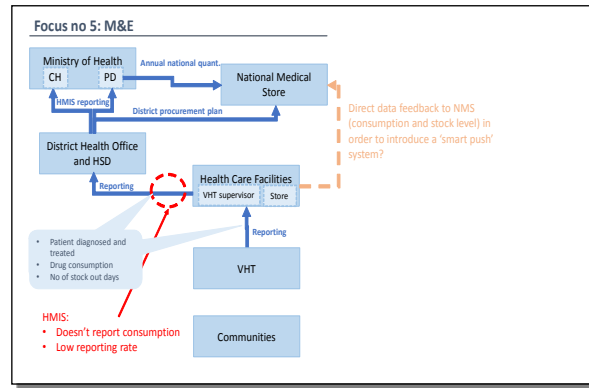 Focus no 5: M&E
Ministry of Health
CH
PD
Annual national quant.
National Medical
Store
HMIS reporting
District procurement plan
Direct data feedback to NMS
(consumption and stock level) in
order to introduce a ‘smart push’
system?
District Health Office
and HSD
Reporting
Health Care Facilities
VHT supervisor
Store
• Patient diagnosed and
treated
• Drug consumption
• No of stock out days
Reporting
VHT
HMIS:
• Doesn’t report consumption
• Low reporting rate
Communities